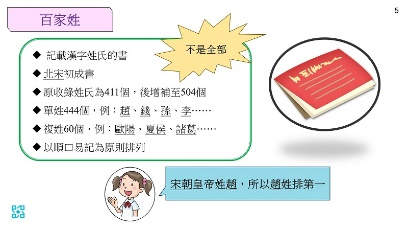 百家姓
5
不是全部
◆ 記載漢字姓氏的書
◆ 北宋初成書
◆ 原收錄姓氏為411個，後增補至504個
◆ 單姓444個，例：趙、錢、孫、李……
◆ 複姓60個，例：歐陽、夏侯、諸葛……
◆ 以順口易記為原則排列
宋朝皇帝姓趙，所以趙姓排第一